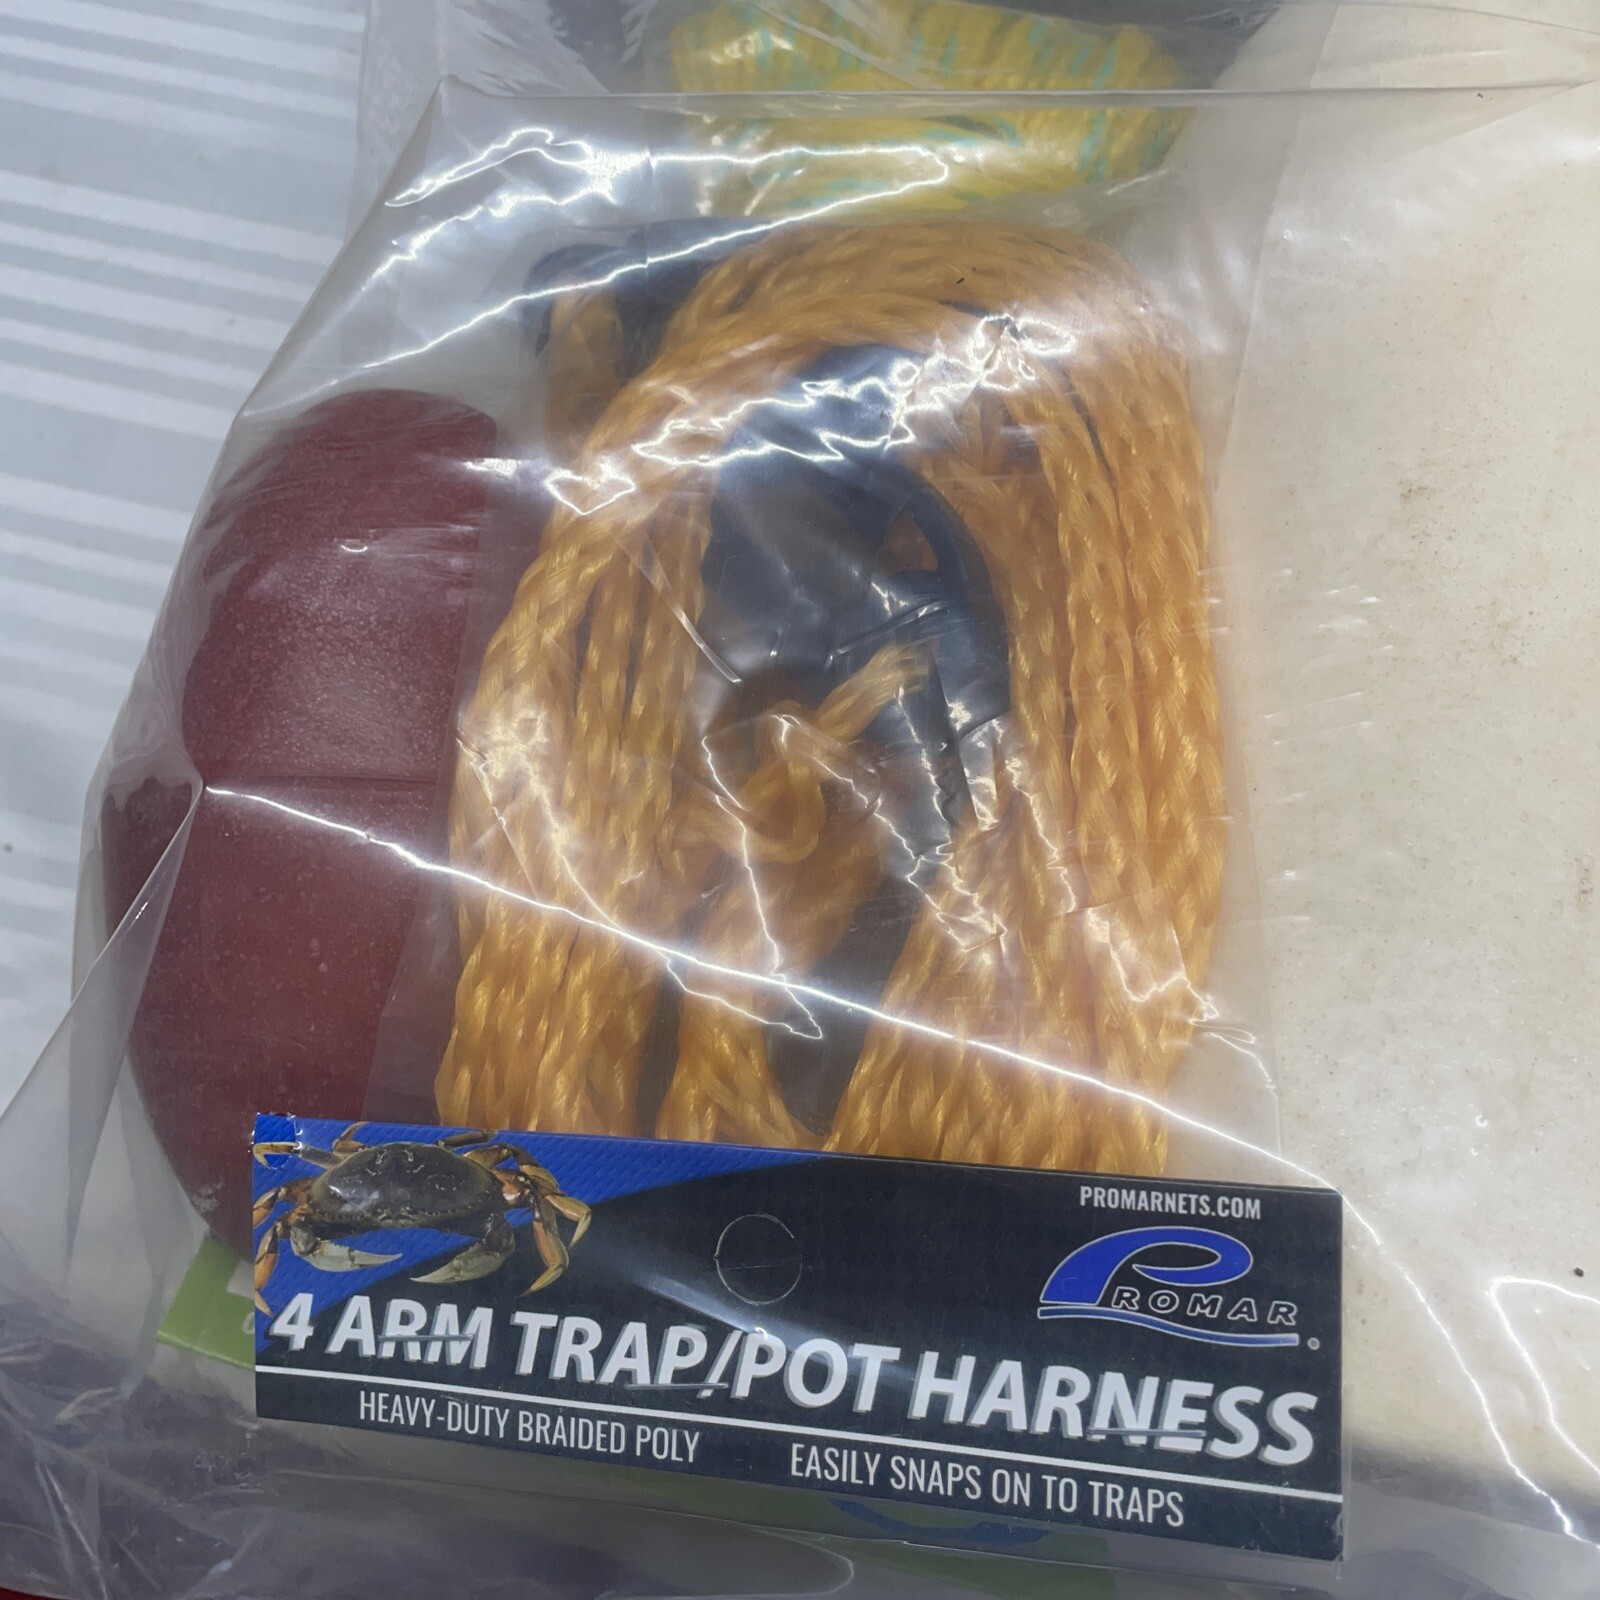 PROMARNETS.COM
PROMAR
4 ARM TRAP/POT HARNESS
HEAVY-DUTY BRAIDED POLY
EASILY SNAPS ON TO TRAPS